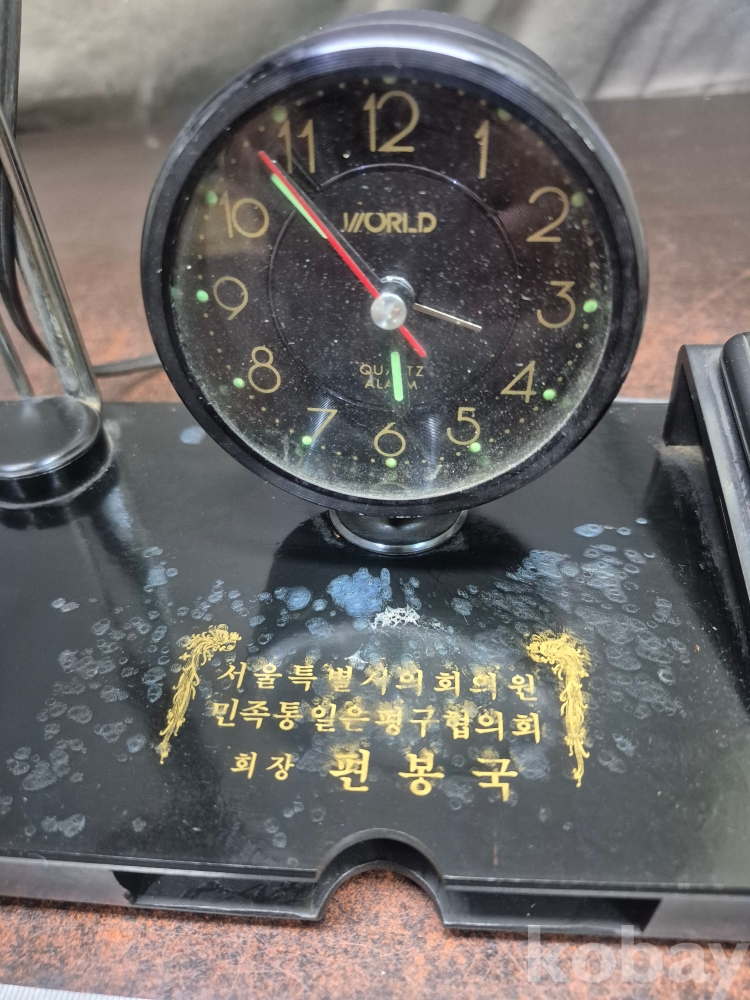 12
11 1
10 2
WORLD
9 3
QUARTZ
ALARM
8 4
7 5
6
서울특별시의회의원
민족통일은평구협의회
회장 편봉국
kobay